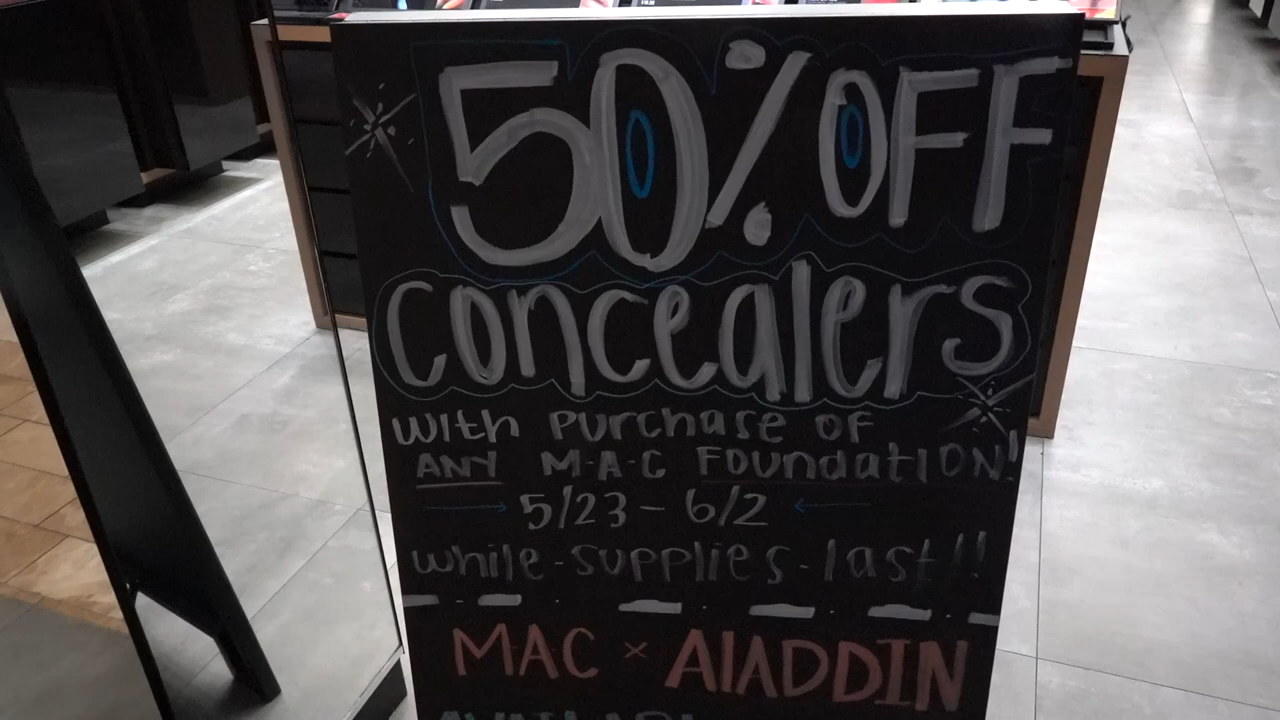 50% OFF
concealers
with purchase of
ANY M·A·C Foundation!
5/23 - 6/2
while - supplies - last!!
MAC × AlADDIN